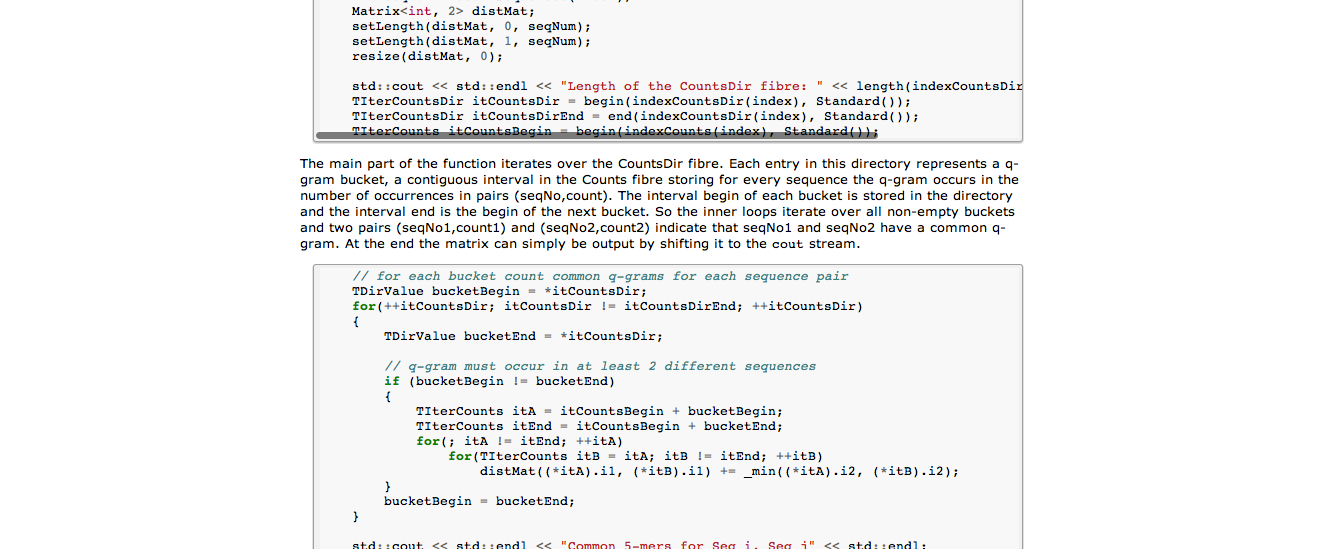 Matrix<int, 2> distMat;
setLength(distMat, 0, seqNum);
setLength(distMat, 1, seqNum);
resize(distMat, 0);
std::cout << std::endl << "Length of the CountsDir fibre: " << length(indexCountsDir
TIterCountsDir itCountsDir = begin(indexCountsDir(index), Standard());
TIterCountsDir itCountsDirEnd = end(indexCountsDir(index), Standard());
TIterCounts itCountsBegin = begin(indexCounts(index), Standard());
The main part of the function iterates over the CountsDir fibre. Each entry in this directory represents a q-
gram bucket, a contiguous interval in the Counts fibre storing for every sequence the q-gram occurs in the
number of occurrences in pairs (seqNo,count). The interval begin of each bucket is stored in the directory
and the interval end is the begin of the next bucket. So the inner loops iterate over all non-empty buckets
and two pairs (seqNo1,count1) and (seqNo2,count2) indicate that seqNo1 and seqNo2 have a common q-
gram. At the end the matrix can simply be output by shifting it to the cout stream.
// for each bucket count common q-grams for each sequence pair
TDirValue bucketBegin = *itCountsDir;
for(++itCountsDir; itCountsDir != itCountsDirEnd; ++itCountsDir)
{
TDirValue bucketEnd = *itCountsDir;
// q-gram must occur in at least 2 different sequences
if (bucketBegin != bucketEnd)
{
TIterCounts itA = itCountsBegin + bucketBegin;
TIterCounts itEnd = itCountsBegin + bucketEnd;
for(; itA != itEnd; ++itA)
for(TIterCounts itB = itA; itB != itEnd; ++itB)
distMat((*itA).i1, (*itB).i1) += _min((*itA).i2, (*itB).i2);
}
bucketBegin = bucketEnd;
}
std::cout << std::endl << "Common 5-mers for Seq_i, Seq_j" << std::endl;